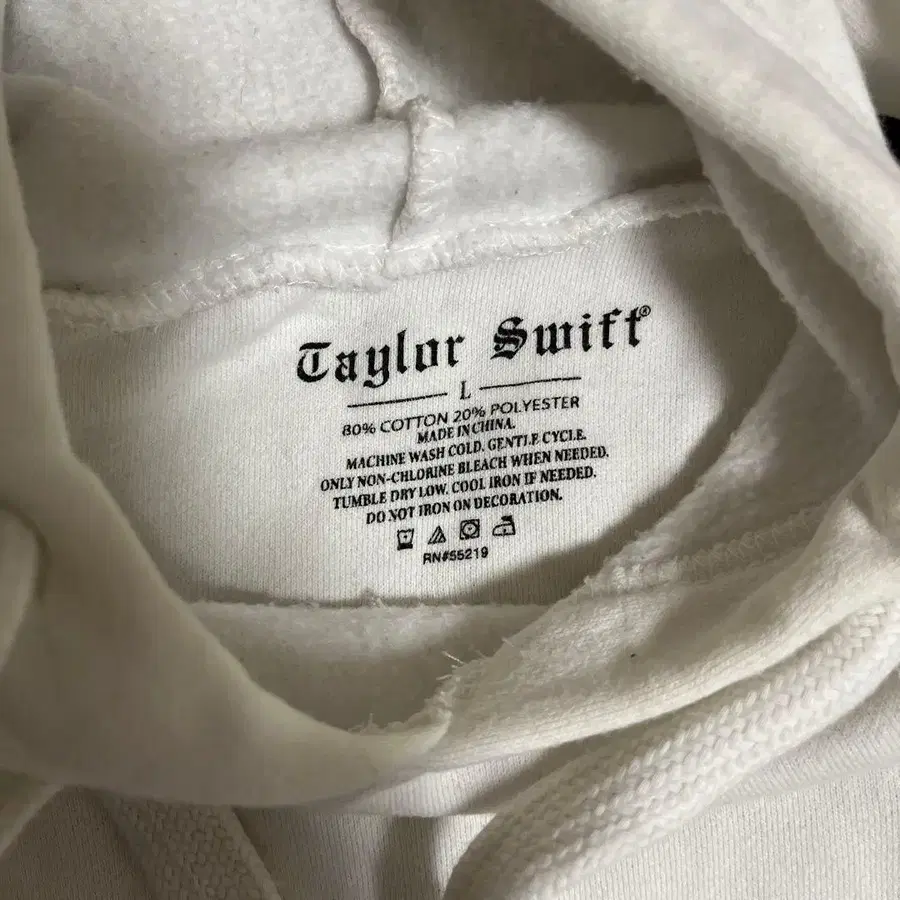 Taylor Swift®
L
80% COTTON 20% POLYESTER
MADE IN CHINA.
MACHINE WASH COLD. GENTLE CYCLE.
ONLY NON-CHLORINE BLEACH WHEN NEEDED.
TUMBLE DRY LOW. COOL IRON IF NEEDED.
DO NOT IRON ON DECORATION.
RN#55219